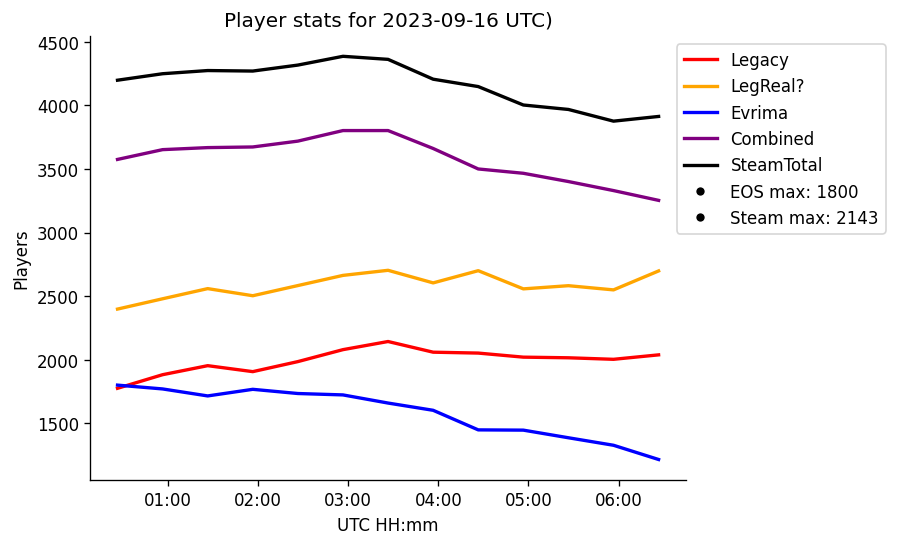 Player stats for 2023-09-16 UTC)
4500
4000
3500
3000
2500
2000
1500
Players
01:00 02:00 03:00 04:00 05:00 06:00
UTC HH:mm
Legacy
LegReal?
Evrima
Combined
SteamTotal
EOS max: 1800
Steam max: 2143